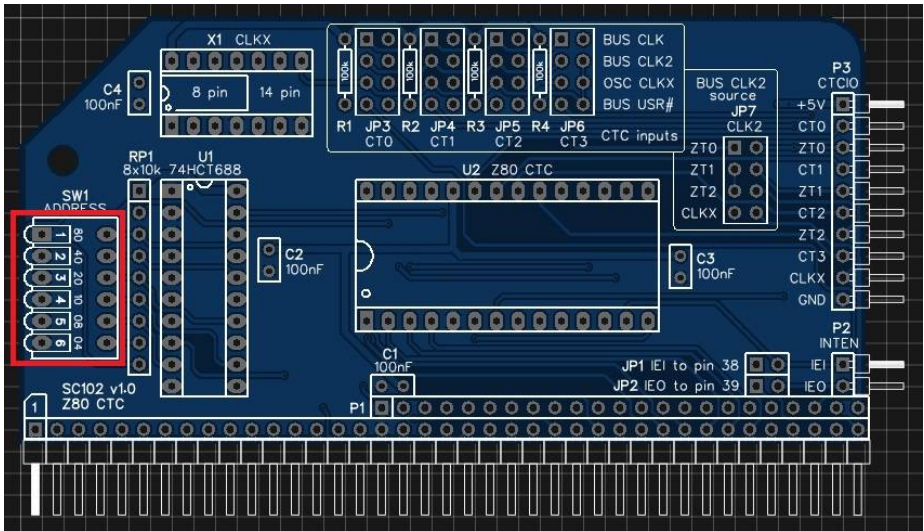 X1 CLKX
8 pin
14 pin
C4
100nF
100k
100k
100k
100k
BUS CLK
BUS CLK2
OSC CLKX
BUS USR#
R1
JP3
R2
JP4
R3
JP5
R4
JP6
CT0
CT1
CT2
CT3
CTC inputs
BUS CLK2
source
JP7
CLK2
ZT0
ZT1
ZT2
CLKX
P3
CTCIO
+5V
CT0
ZT0
CT1
ZT1
CT2
ZT2
CT3
CLKX
GND
RP1
U1
8x10k 74HCT688
U2 Z80 CTC
SW1
ADDRESS
1 80
2 40
3 20
4 10
5 08
6 04
C2
100nF
C3
100nF
C1
100nF
P2
INTEN
IEI
IEO
JP1 IEI to pin 38
JP2 IEO to pin 39
SC102 v1.0
Z80 CTC
1
P1